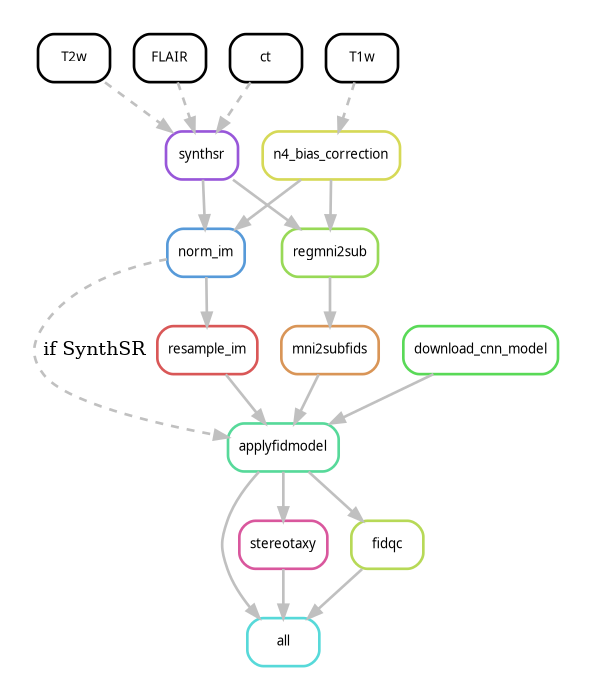 T2w
FLAIR
ct
T1w
synthsr
n4_bias_correction
norm_im
regmni2sub
if SynthSR
resample_im
mni2subfids
download_cnn_model
applyfidmodel
stereotaxy
fidqc
all